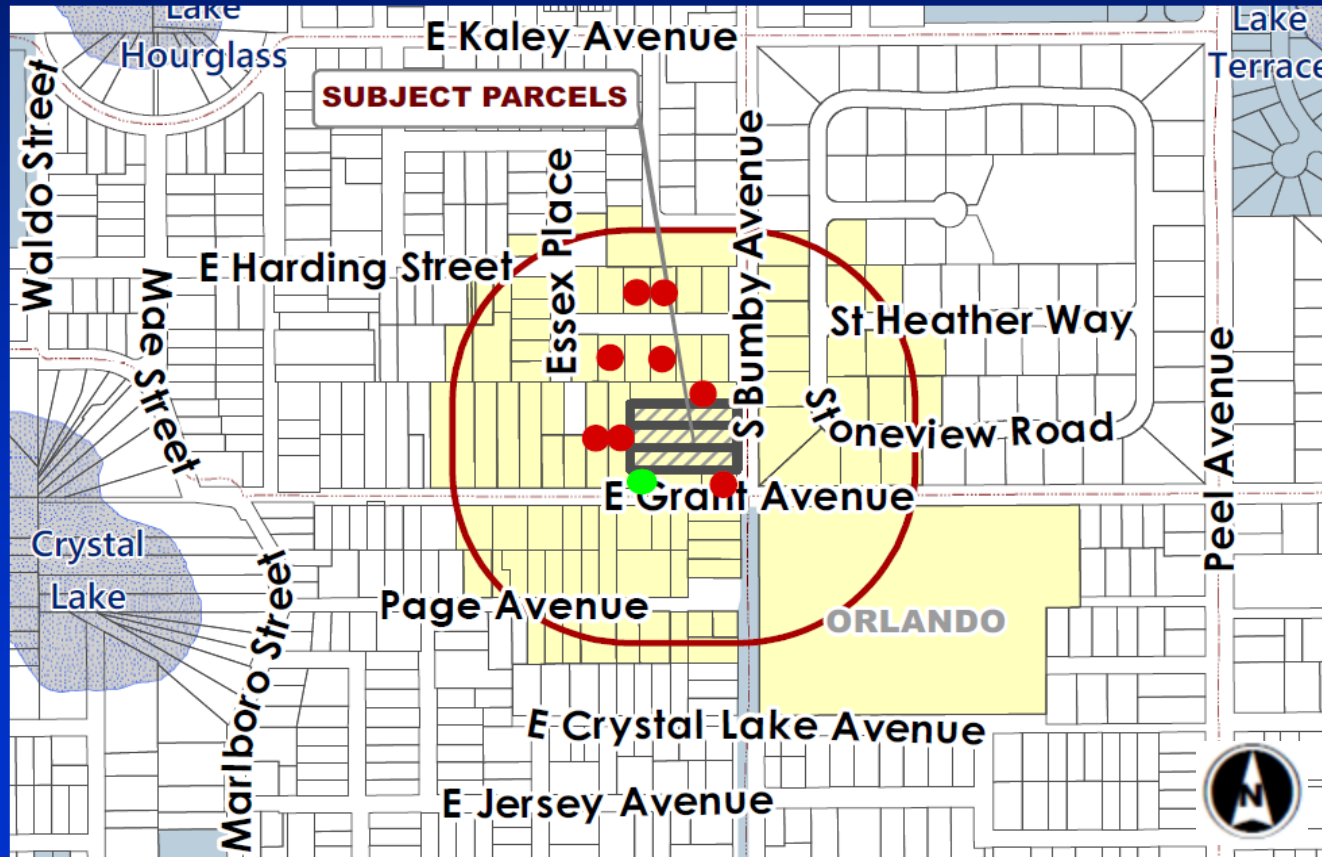 Lake
Hourglass
E Kaley Avenue
Lake
Terrace
SUBJECT PARCELS
Waldo Street
Mae Street
E Harding Street
Essex Place
S Bumby Avenue
St Heather Way
Stoneview Road
Peel Avenue
E Grant Avenue
Crystal
Lake
Marlboro Street
Page Avenue
ORLANDO
E Crystal Lake Avenue
E Jersey Avenue
N